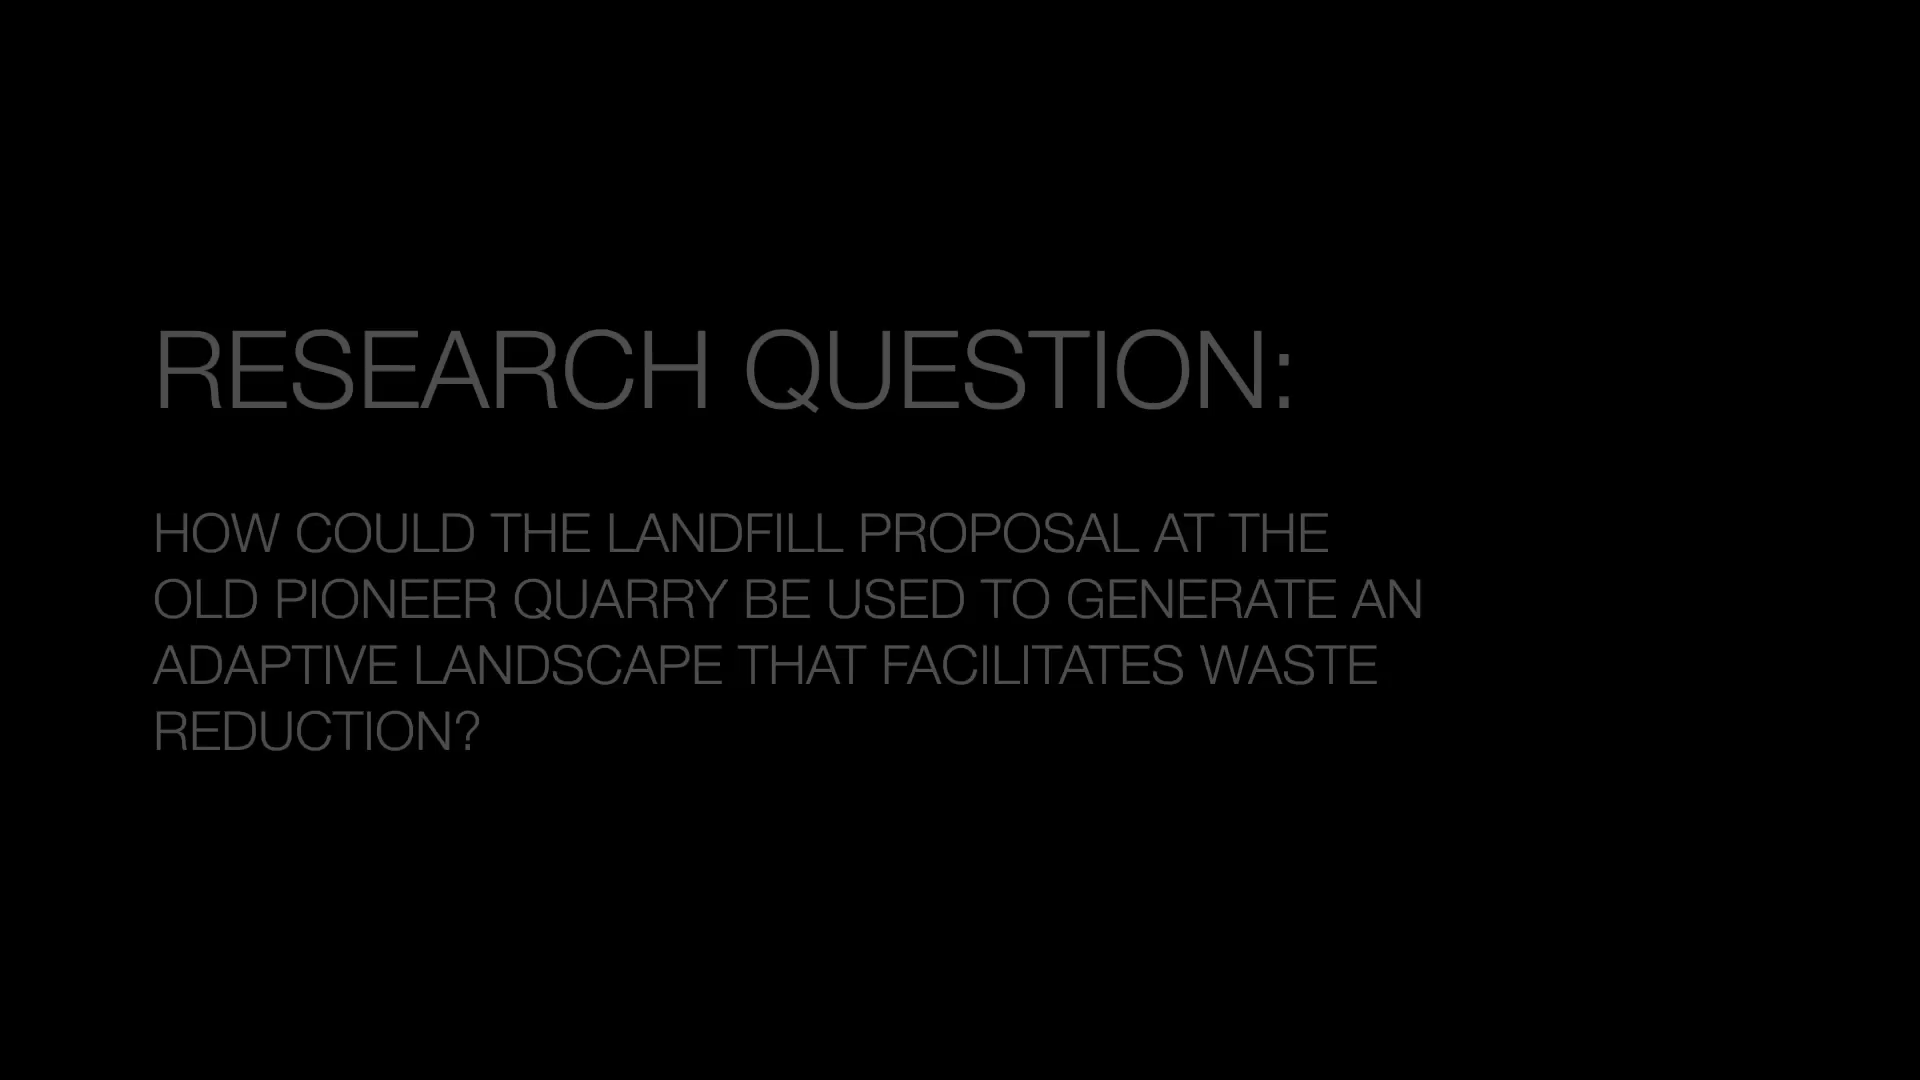 RESEARCH QUESTION:
HOW COULD THE LANDFILL PROPOSAL AT THE
OLD PIONEER QUARRY BE USED TO GENERATE AN
ADAPTIVE LANDSCAPE THAT FACILITATES WASTE
REDUCTION?